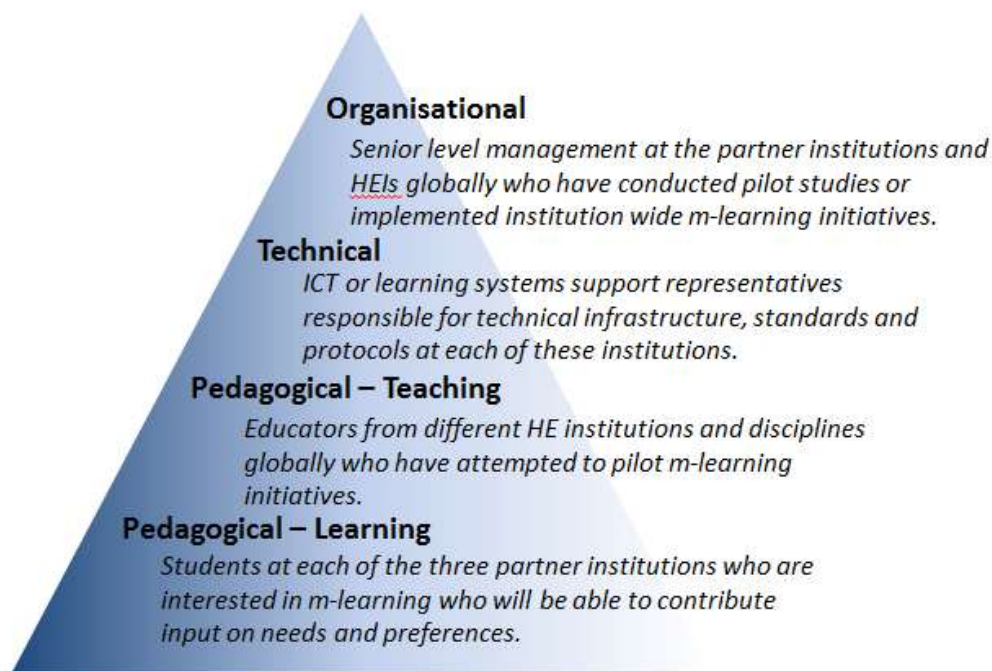 Organisational
Senior level management at the partner institutions and
HEIs globally who have conducted pilot studies or
implemented institution wide m-learning initiatives.
Technical
ICT or learning systems support representatives
responsible for technical infrastructure, standards and
protocols at each of these institutions.
Pedagogical – Teaching
Educators from different HE institutions and disciplines
globally who have attempted to pilot m-learning
initiatives.
Pedagogical – Learning
Students at each of the three partner institutions who are
interested in m-learning who will be able to contribute
input on needs and preferences.